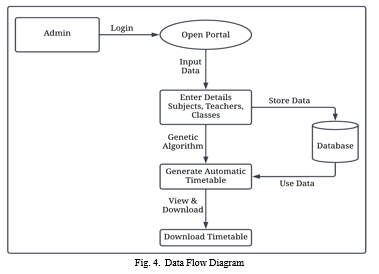 Admin
Login
Open Portal
Input
Data
Enter Details
Subjects, Teachers,
Classes
Store Data
Genetic
Algorithm
Database
Generate Automatic
Timetable
Use Data
View &
Download
Download Timetable
Fig. 4. Data Flow Diagram